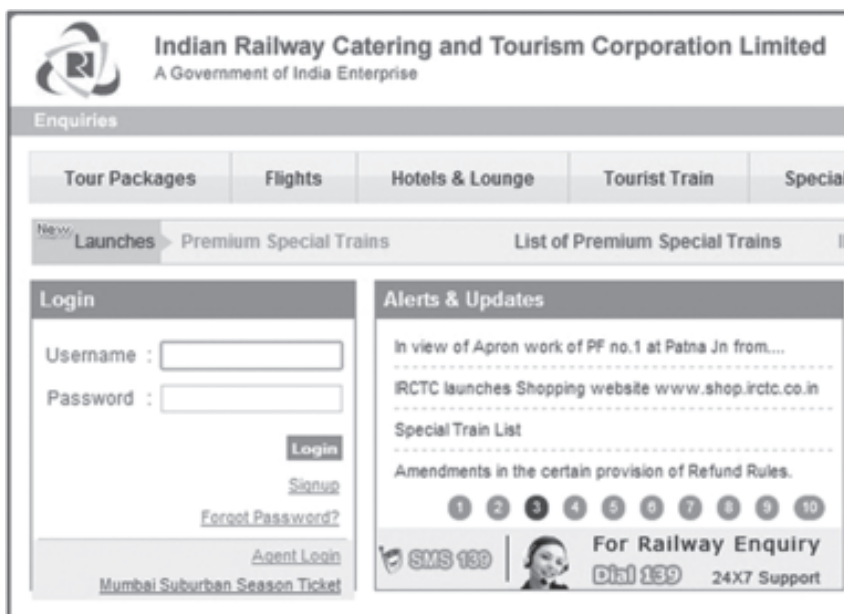 Indian Railway Catering and Tourism Corporation Limited
A Government of India Enterprise
Enquiries
Tour Packages Flights Hotels & Lounge Tourist Train Special
New Launches Premium Special Trains List of Premium Special Trains
Login
Username :
Password :
Login
Signup
Forgot Password?
Agent Login
Mumbai Suburban Season Ticket
Alerts & Updates
In view of Apron work of PF no.1 at Patna Jn from....
IRCTC launches Shopping website www.shop.irctc.co.in
Special Train List
Amendments in the certain provision of Refund Rules.
1 2 3 4 5 6 7 8 9 10
SMS 139
For Railway Enquiry
Dial 139 24X7 Support